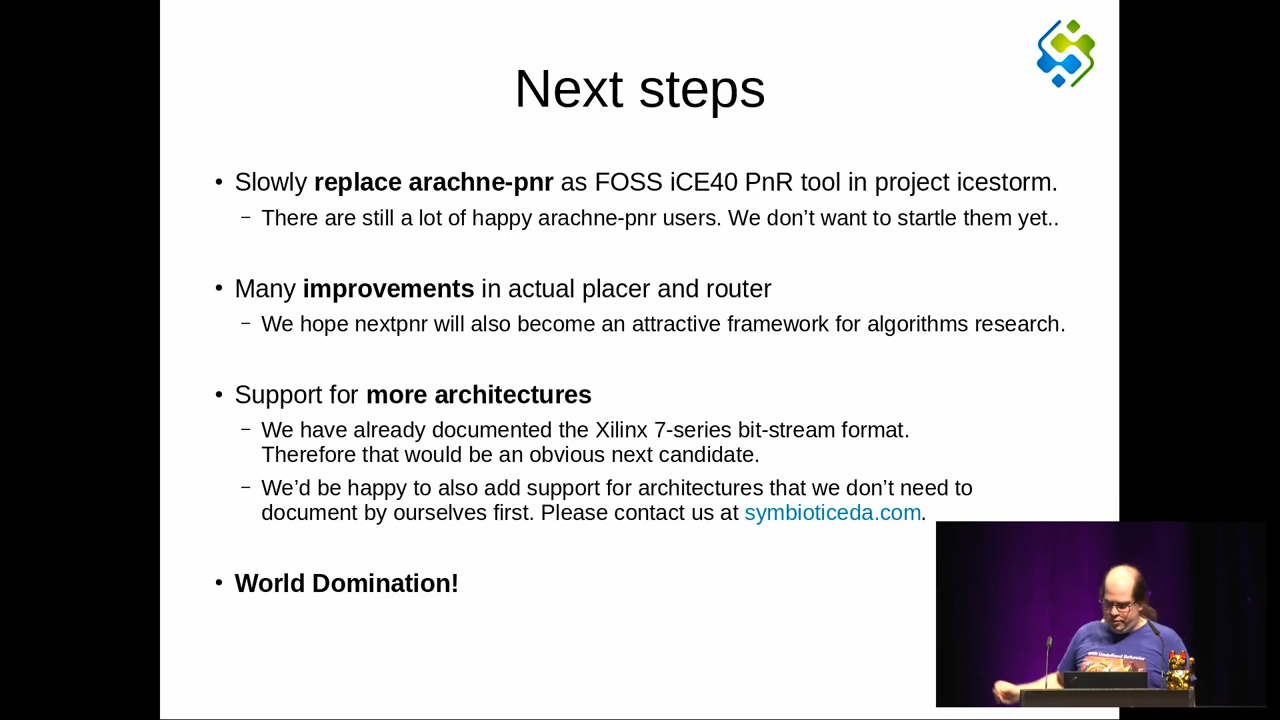 Next steps
• Slowly replace arachne-pnr as FOSS iCE40 PnR tool in project icestorm.
– There are still a lot of happy arachne-pnr users. We don’t want to startle them yet..
• Many improvements in actual placer and router
– We hope nextpnr will also become an attractive framework for algorithms research.
• Support for more architectures
– We have already documented the Xilinx 7-series bit-stream format.
Therefore that would be an obvious next candidate.
– We’d be happy to also add support for architectures that we don’t need to
document by ourselves first. Please contact us at symbioticeda.com.
• World Domination!
Undefined Behavior